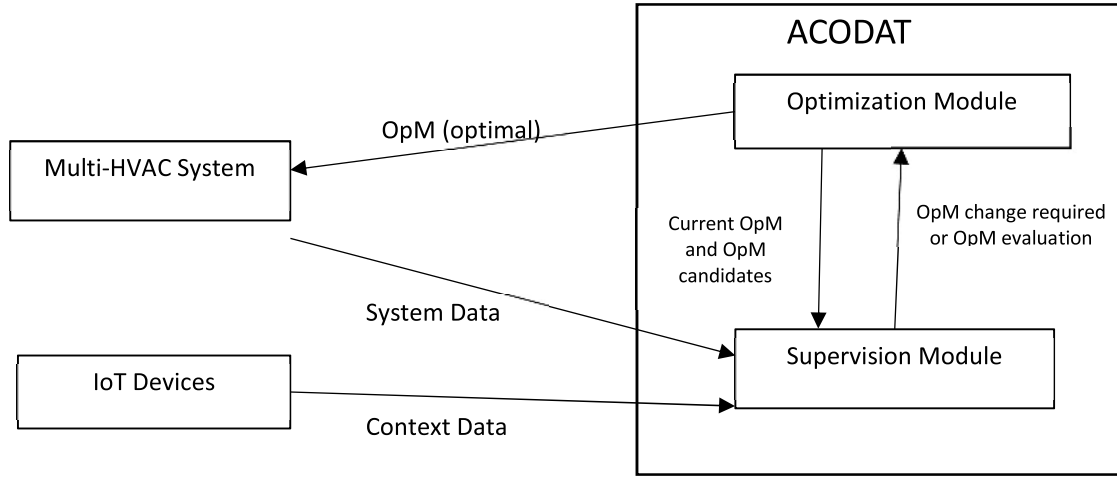 ACODAT
Optimization Module
OpM (optimal)
Multi-HVAC System
Current OpM
and OpM
candidates
OpM change required
or OpM evaluation
System Data
Supervision Module
IoT Devices
Context Data